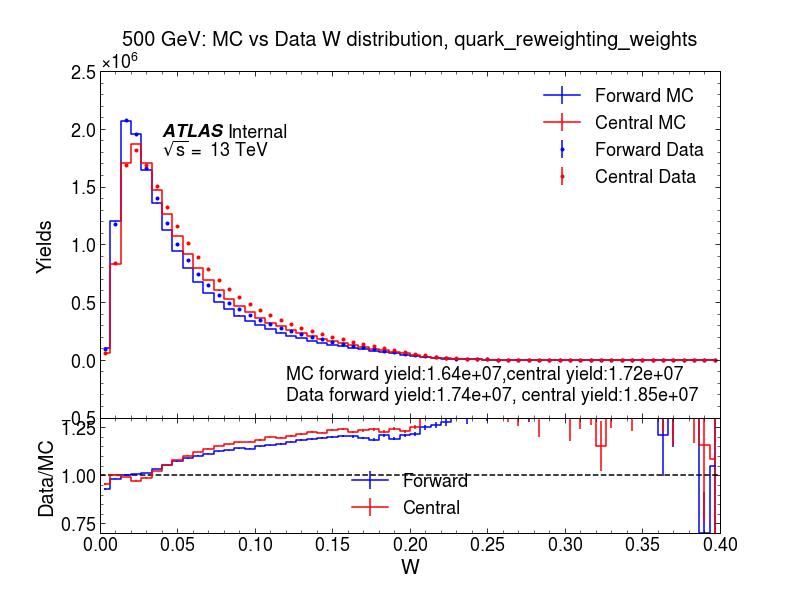 500 GeV: MC vs Data W distribution, quark_reweighting_weights
×10⁶
2.5
2.0
1.5
1.0
0.5
0.0
0.5
Yields
ATLAS Internal
√s = 13 TeV
Forward MC
Central MC
Forward Data
Central Data
MC forward yield:1.64e+07,central yield:1.72e+07
Data forward yield:1.74e+07, central yield:1.85e+07
1.25
1.00
0.75
Data/MC
Forward
Central
0.00 0.05 0.10 0.15 0.20 0.25 0.30 0.35 0.40
W